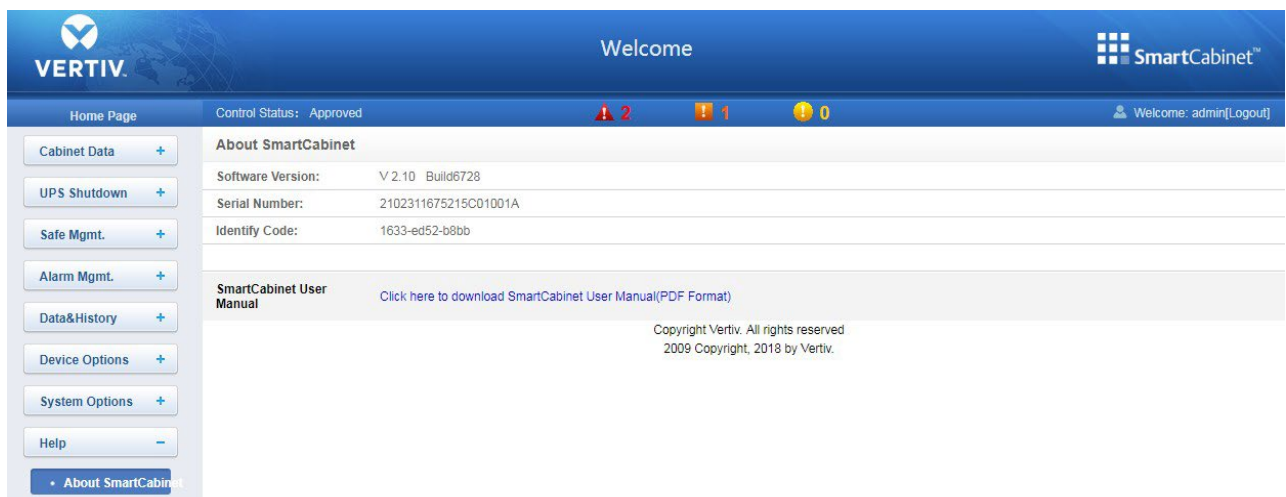 VERTIV.
Welcome
SmartCabinet™
Home Page
Control Status: Approved
2
1
0
Welcome: admin[Logout]
Cabinet Data +
UPS Shutdown +
Safe Mgmt. +
Alarm Mgmt. +
Data&History +
Device Options +
System Options +
Help −
• About SmartCabinet
About SmartCabinet
Software Version: V 2.10 Build6728
Serial Number: 2102311675215C01001A
Identify Code: 1633-ed52-b8bb
SmartCabinet User
Manual
Click here to download SmartCabinet User Manual(PDF Format)
Copyright Vertiv. All rights reserved
2009 Copyright, 2018 by Vertiv.